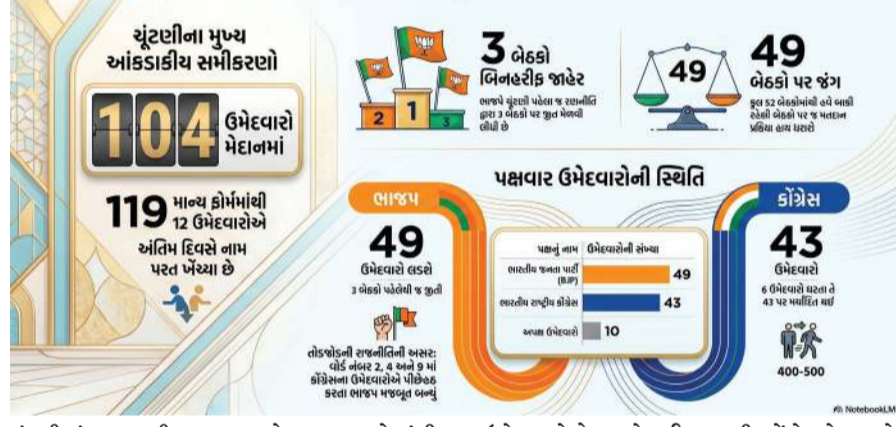 ચૂંટણીના મુખ્ય
આંકડાકીય સમીકરણો
104
ઉમેદવારો
મેદાનમાં
119 માન્ય ફોર્મમાંથી
12 ઉમેદવારોએ
અંતિમ દિવસે નામ
પરત ખેંચ્યા છે
2 1 3
3 બેઠકો
બિનહરીફ જાહેર
ભાજપે ચૂંટણી પહેલા જ રણનીતિ
દ્વારા 3 બેઠકો પર જીત મેળવી
લીધી છે
49
49
બેઠકો પર જંગ
કુલ 52 બેઠકોમાંથી હવે બાકી
રહેલી બેઠકો પર જ મતદાન
પ્રક્રિયા હાથ ધરાશે
પક્ષવાર ઉમેદવારોની સ્થિતિ
ભાજપ
49
ઉમેદવારો લડશે
3 બેઠકો પહેલેથી જ જીતી
તોડજોડની રાજનીતિની અસર:
વોર્ડ નંબર 2, 4 અને 9 માં
કોંગ્રેસના ઉમેદવારોએ પીછેહઠ
કરતા ભાજપ મજબૂત બન્યું
પક્ષનું નામ ઉમેદવારોની સંખ્યા
ભારતીય જનતા પાર્ટી
(BJP)
49
ભારતીય રાષ્ટ્રીય કોંગ્રેસ
43
અપક્ષ ઉમેદવારો
10
કોંગ્રેસ
43
ઉમેદવારો
6 ઉમેદવારો ઘટતા તે
43 પર મર્યાદિત થઈ
400-500
NotebookLM